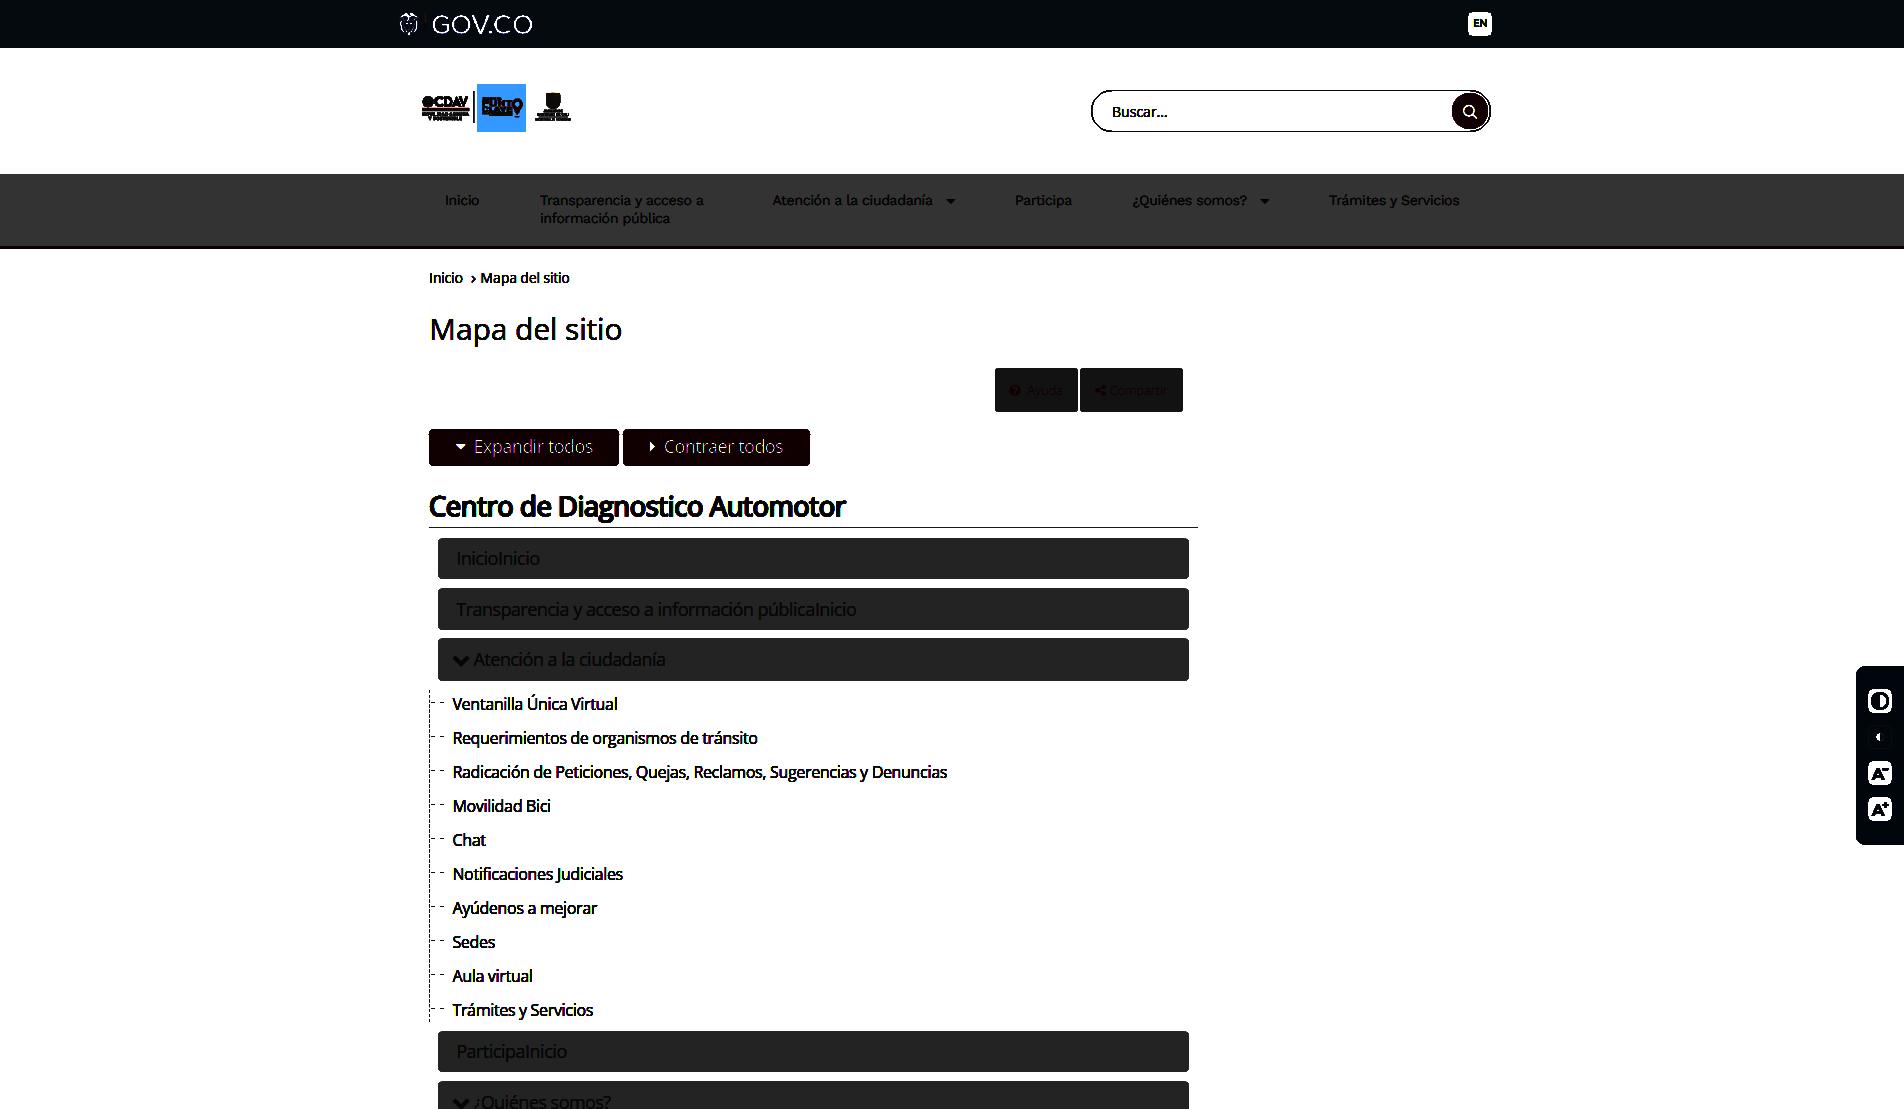 GOV.CO
EN
CDAV
Buscar...
Inicio
Transparencia y acceso a
información pública
Atención a la ciudadanía
Participa
¿Quiénes somos?
Trámites y Servicios
Inicio › Mapa del sitio
Mapa del sitio
Ayuda
Compartir
Expandir todos
Contraer todos
Centro de Diagnostico Automotor
InicioInicio
Transparencia y acceso a información públicaInicio
Atención a la ciudadanía
Ventanilla Única Virtual
Requerimientos de organismos de tránsito
Radicación de Peticiones, Quejas, Reclamos, Sugerencias y Denuncias
Movilidad Bici
Chat
Notificaciones Judiciales
Ayúdenos a mejorar
Sedes
Aula virtual
Trámites y Servicios
ParticipaInicio
¿Quiénes somos?
A-
A+